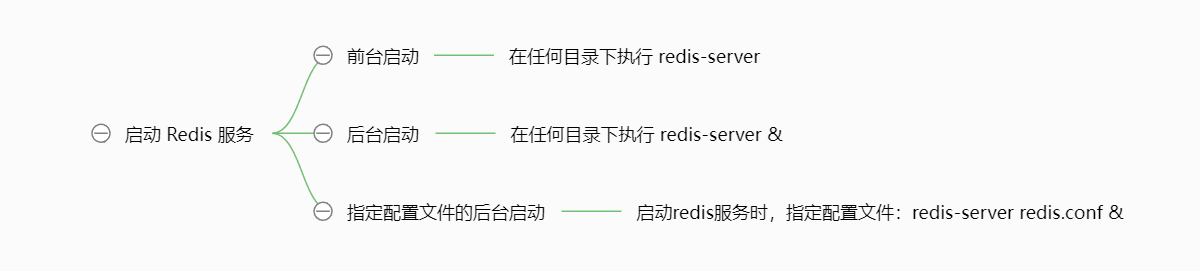 前台启动
在任何目录下执行 redis-server
启动 Redis 服务
后台启动
在任何目录下执行 redis-server &
指定配置文件的后台启动
启动redis服务时，指定配置文件：redis-server redis.conf &